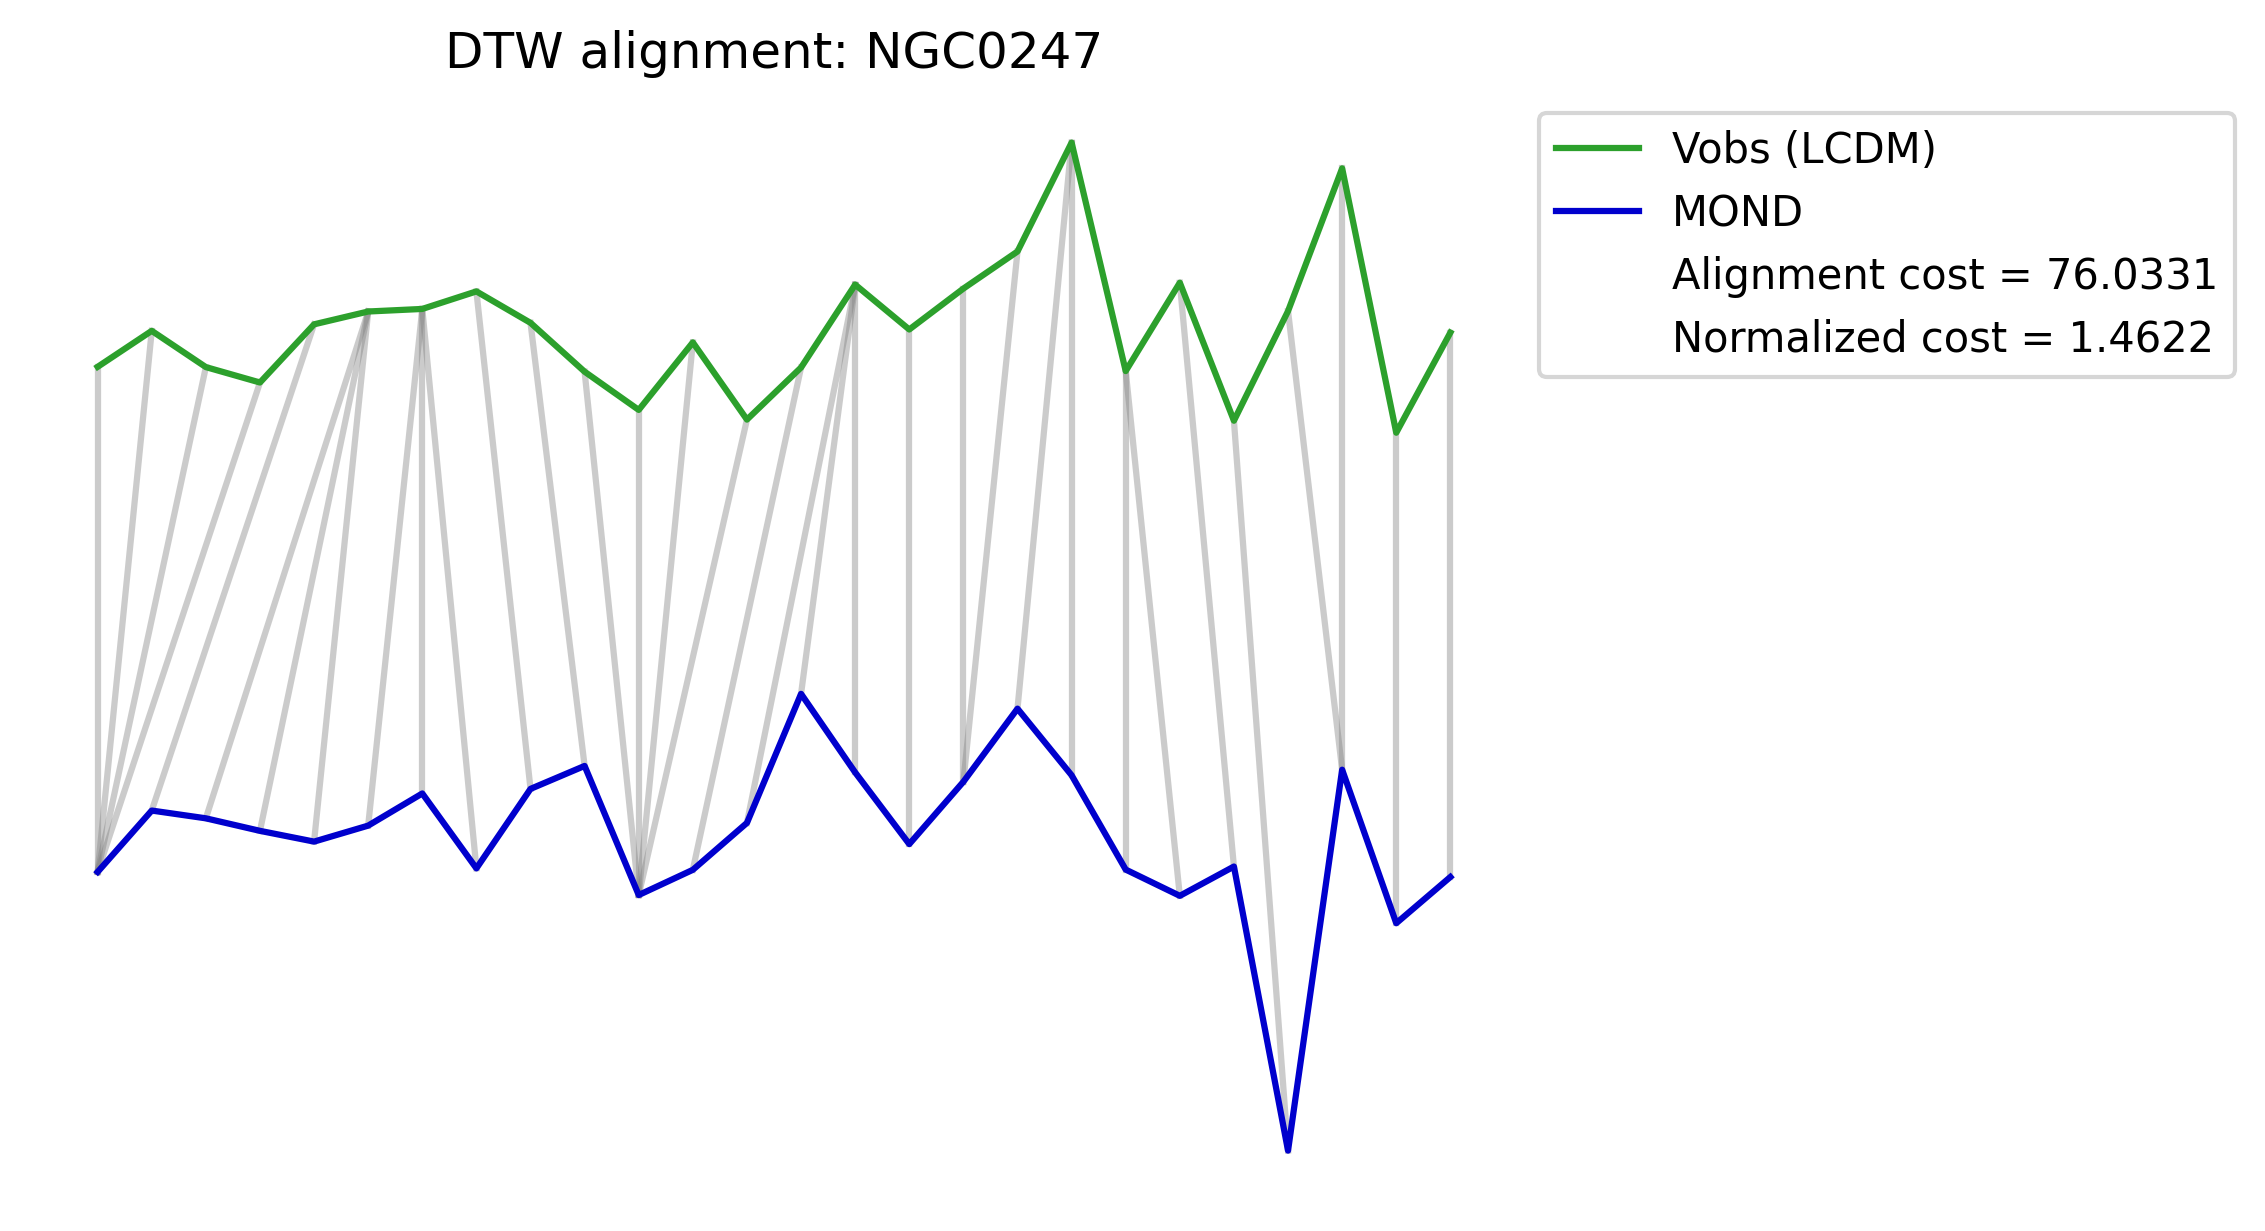 DTW alignment: NGC0247
Vobs (LCDM)
MOND
Alignment cost = 76.0331
Normalized cost = 1.4622